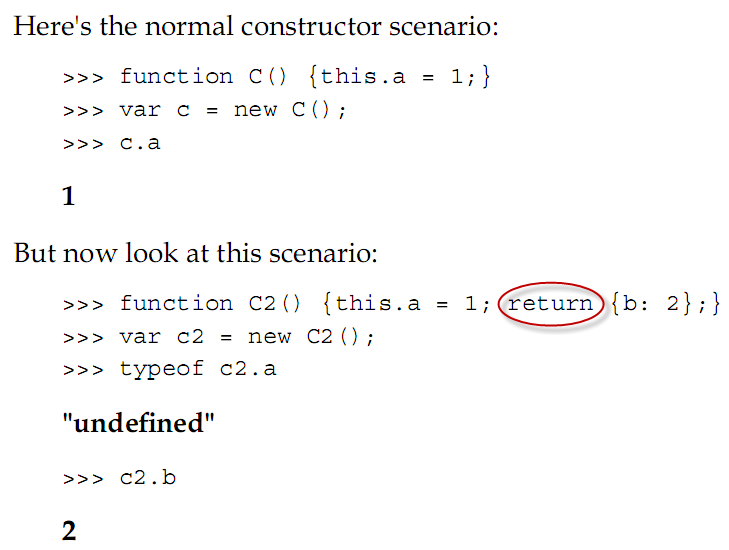 Here's the normal constructor scenario:
>>> function C() {this.a = 1;}
>>> var c = new C();
>>> c.a
1
But now look at this scenario:
>>> function C2() {this.a = 1; return {b: 2};}
>>> var c2 = new C2();
>>> typeof c2.a
"undefined"
>>> c2.b
2